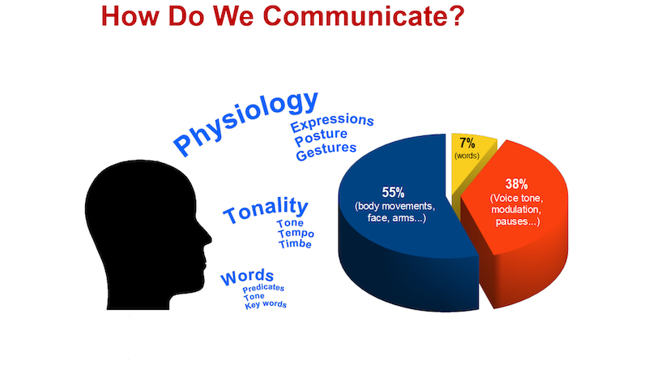 How Do We Communicate?
Physiology
Expressions
Posture
Gestures
Tonality
Tone
Tempo
Timbe
Words
Predicates
Tone
Key words
7%
(words)
55%
(body movements,
face, arms...)
38%
(Voice tone,
modulation,
pauses...)